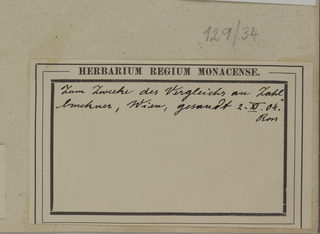 129/34
HERBARIUM REGIUM MONACENSE.
Zum Zwecke des Vergleichs an Zahl
bruckner, Wien, gesandt 2. XI. 04.
Ross